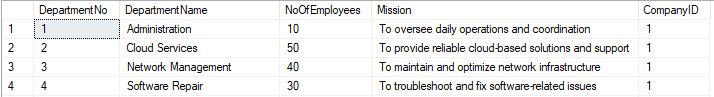 DepartmentNo DepartmentName NoOfEmployees Mission CompanyID
1 1 Administration 10 To oversee daily operations and coordination 1
2 2 Cloud Services 50 To provide reliable cloud-based solutions and support 1
3 3 Network Management 40 To maintain and optimize network infrastructure 1
4 4 Software Repair 30 To troubleshoot and fix software-related issues 1